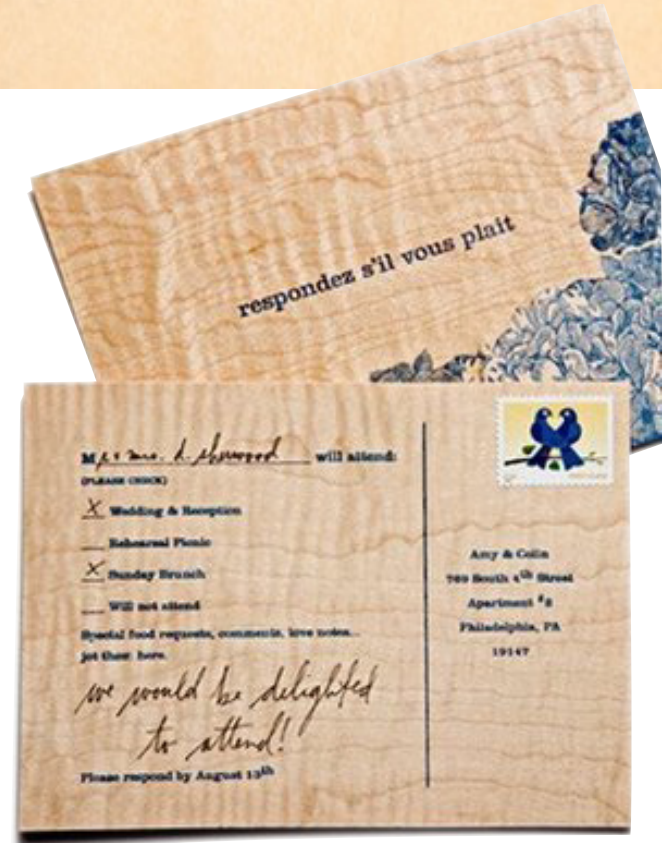 respondez s'il vous plait
Mr & mrs. d. sherwood will attend:
(PLEASE CHECK)
X Wedding & Reception
__ Rehearsal Picnic
X Sunday Brunch
__ Will not attend
Special food requests, comments, love notes...
jot them here.
we would be delighted
to attend!
Please respond by August 13th
Amy & Colin
769 South 4th Street
Apartment #2
Philadelphia, PA
19147